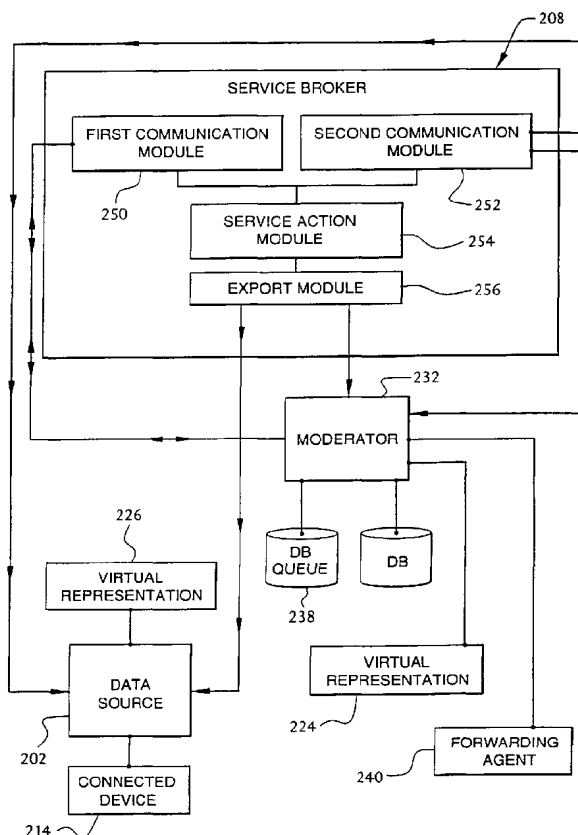 208
SERVICE BROKER
FIRST COMMUNICATION
MODULE
SECOND COMMUNICATION
MODULE
250
252
SERVICE ACTION
MODULE
254
EXPORT MODULE
256
232
MODERATOR
226
DB
QUEUE
DB
238
VIRTUAL
REPRESENTATION
VIRTUAL
REPRESENTATION
224
DATA
SOURCE
202
FORWARDING
AGENT
240
CONNECTED
DEVICE
214